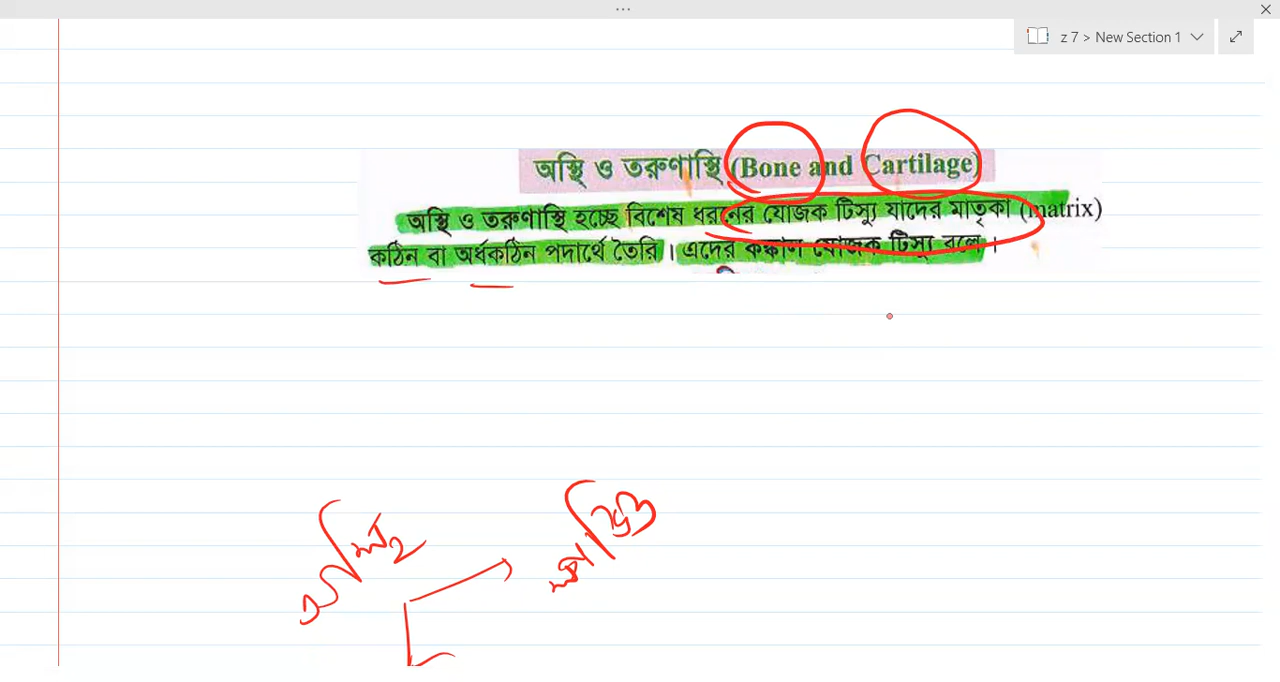 z 7 > New Section 1
অস্থি ও তরুণাস্থি (Bone and Cartilage)
অস্থি ও তরুণাস্থি হচ্ছে বিশেষ ধরনের যোজক টিস্যু যাদের মাতৃকা (matrix)
কঠিন বা অর্ধকঠিন পদার্থে তৈরি । এদের কঙ্কাল যোজক টিস্যু বলে ।